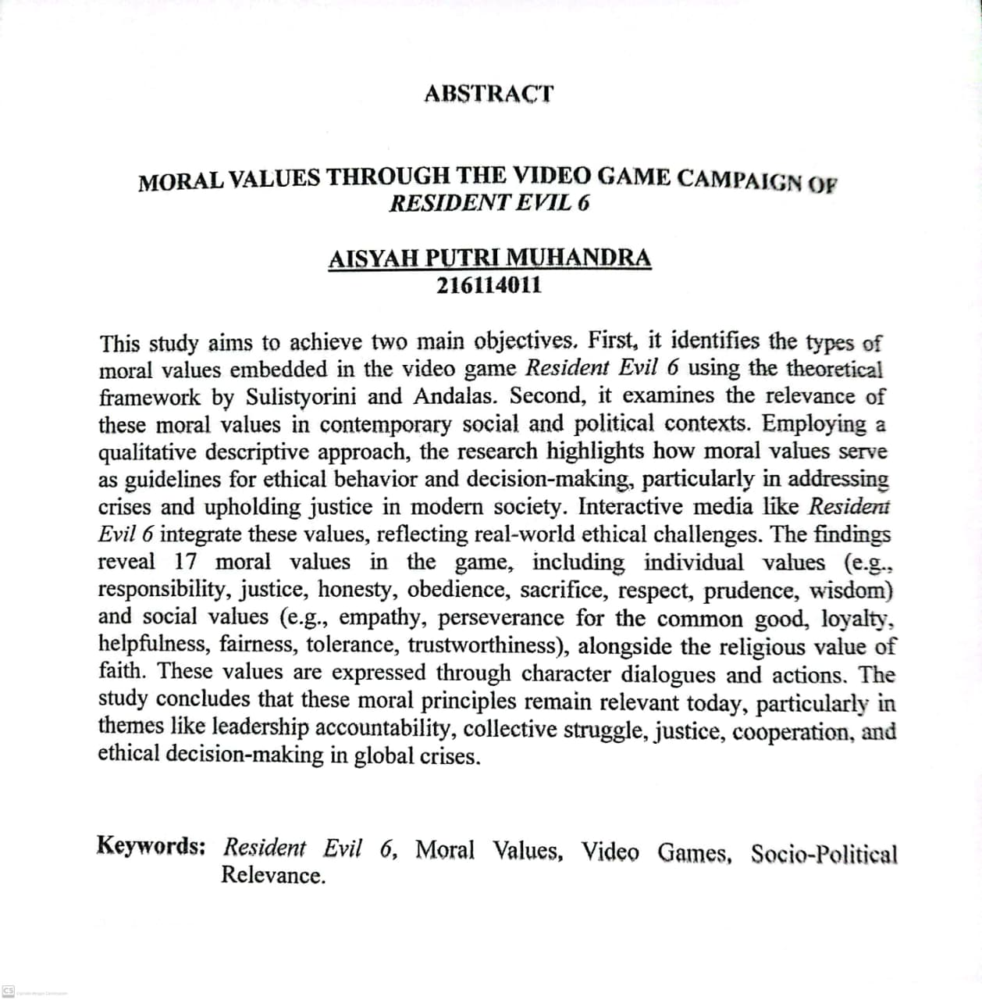 ABSTRACT
MORAL VALUES THROUGH THE VIDEO GAME CAMPAIGN OF
RESIDENT EVIL 6
AISYAH PUTRI MUHANDRA
216114011
This study aims to achieve two main objectives. First, it identifies the types of
moral values embedded in the video game Resident Evil 6 using the theoretical
framework by Sulistyorini and Andalas. Second, it examines the relevance of
these moral values in contemporary social and political contexts. Employing a
qualitative descriptive approach, the research highlights how moral values serve
as guidelines for ethical behavior and decision-making, particularly in addressing
crises and upholding justice in modern society. Interactive media like Resident
Evil 6 integrate these values, reflecting real-world ethical challenges. The findings
reveal 17 moral values in the game, including individual values (e.g.,
responsibility, justice, honesty, obedience, sacrifice, respect, prudence, wisdom)
and social values (e.g., empathy, perseverance for the common good, loyalty,
helpfulness, fairness, tolerance, trustworthiness), alongside the religious value of
faith. These values are expressed through character dialogues and actions. The
study concludes that these moral principles remain relevant today, particularly in
themes like leadership accountability, collective struggle, justice, cooperation, and
ethical decision-making in global crises.
Keywords: Resident Evil 6, Moral Values, Video Games, Socio-Political
Relevance.
CS